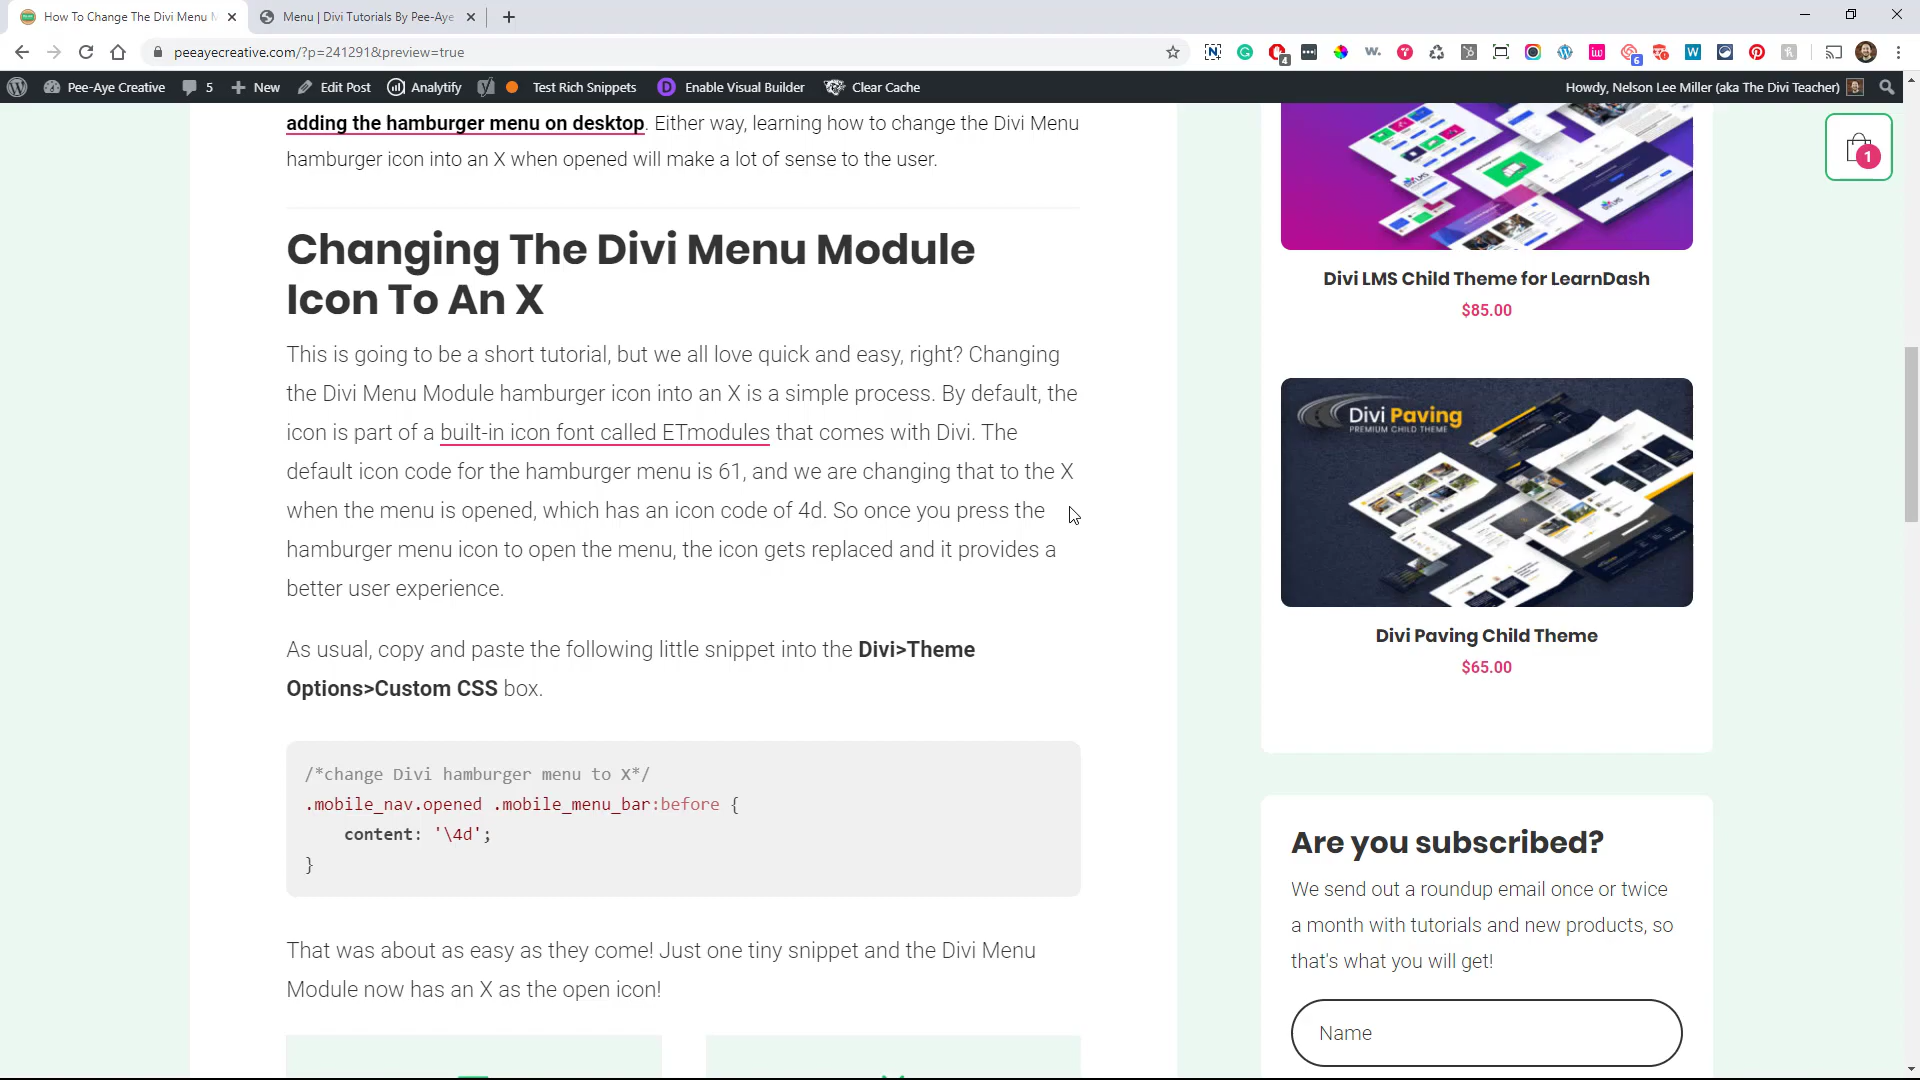 How To Change The Divi Menu M
Menu | Divi Tutorials By Pee-Aye
peeayecreative.com/?p=241291&preview=true
4
6
Pee-Aye Creative
5
New
Edit Post
Analytify
Test Rich Snippets
Enable Visual Builder
Clear Cache
Howdy, Nelson Lee Miller (aka The Divi Teacher)
adding the hamburger menu on desktop. Either way, learning how to change the Divi Menu
hamburger icon into an X when opened will make a lot of sense to the user.
Changing The Divi Menu Module
Icon To An X
This is going to be a short tutorial, but we all love quick and easy, right? Changing
the Divi Menu Module hamburger icon into an X is a simple process. By default, the
icon is part of a built-in icon font called ETmodules that comes with Divi. The
default icon code for the hamburger menu is 61, and we are changing that to the X
when the menu is opened, which has an icon code of 4d. So once you press the
hamburger menu icon to open the menu, the icon gets replaced and it provides a
better user experience.
As usual, copy and paste the following little snippet into the Divi>Theme
Options>Custom CSS box.
/*change Divi hamburger menu to X*/
.mobile_nav.opened .mobile_menu_bar:before {
content: '\4d';
}
That was about as easy as they come! Just one tiny snippet and the Divi Menu
Module now has an X as the open icon!
1
Divi LMS Child Theme for LearnDash
$85.00
Divi Paving
PREMIUM CHILD THEME
Divi Paving Child Theme
$65.00
Are you subscribed?
We send out a roundup email once or twice
a month with tutorials and new products, so
that's what you will get!
Name